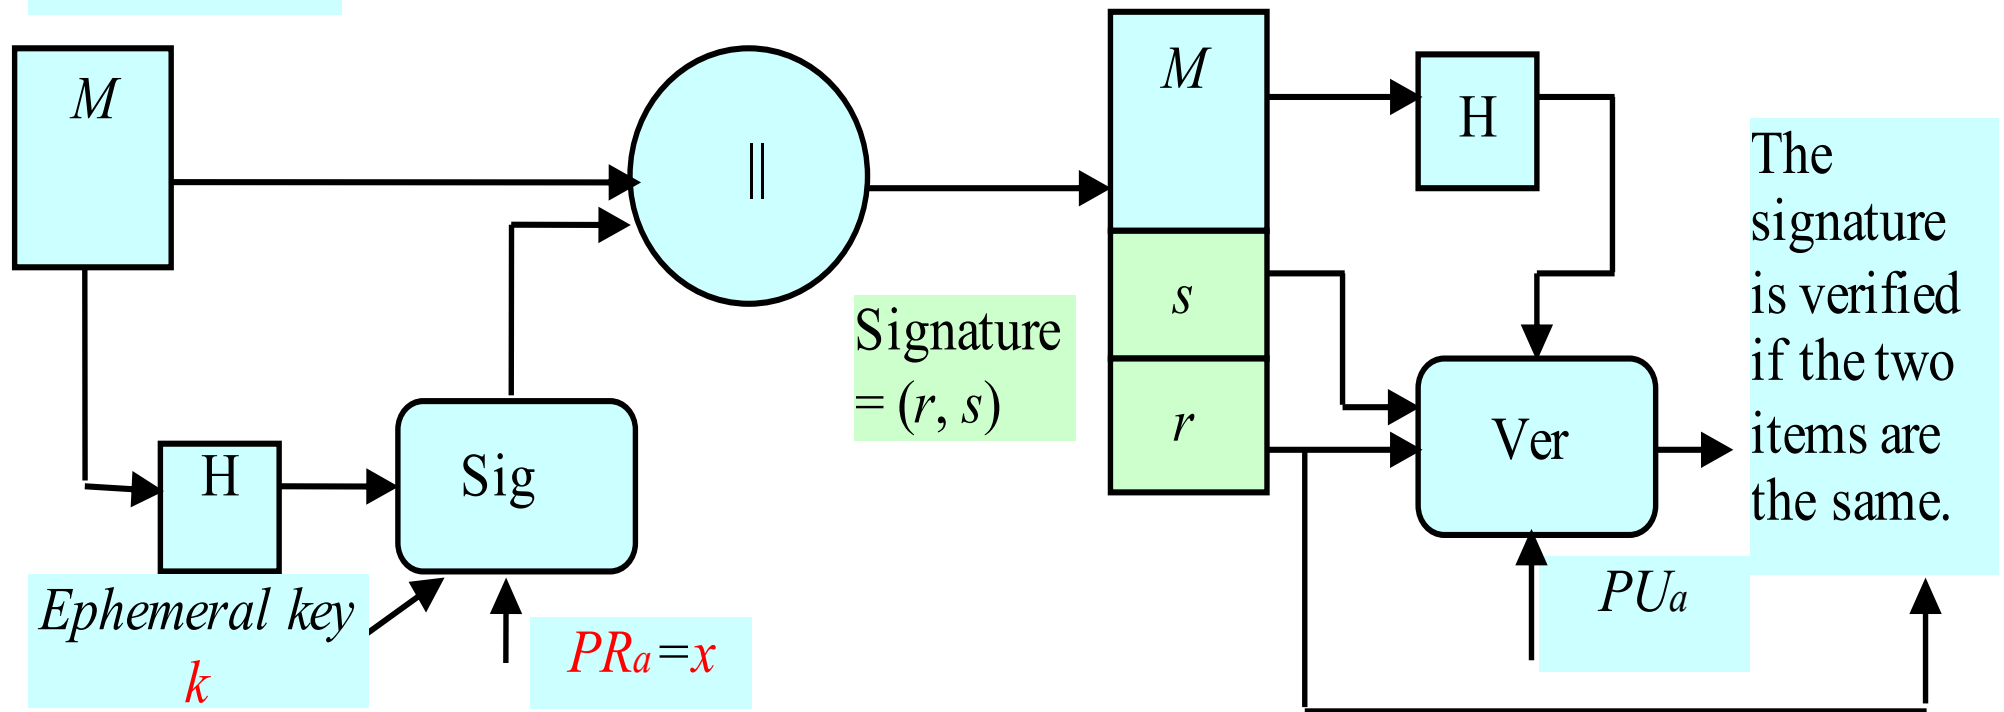 M
||
H
Sig
Ephemeral key
k
PRa=x
Signature
= (r, s)
M
s
r
H
Ver
PUa
The
signature
is verified
if the two
items are
the same.